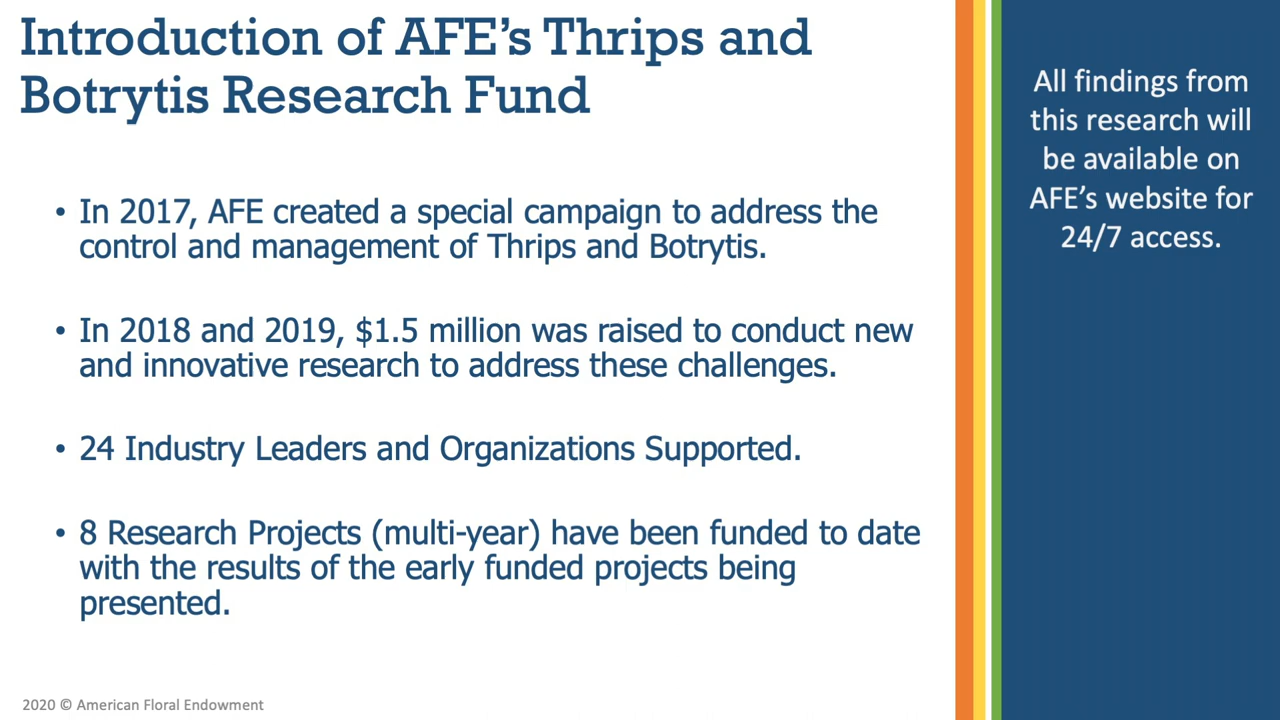 Introduction of AFE's Thrips and
Botrytis Research Fund
• In 2017, AFE created a special campaign to address the
control and management of Thrips and Botrytis.
• In 2018 and 2019, $1.5 million was raised to conduct new
and innovative research to address these challenges.
• 24 Industry Leaders and Organizations Supported.
• 8 Research Projects (multi-year) have been funded to date
with the results of the early funded projects being
presented.
2020 © American Floral Endowment
All findings from
this research will
be available on
AFE's website for
24/7 access.